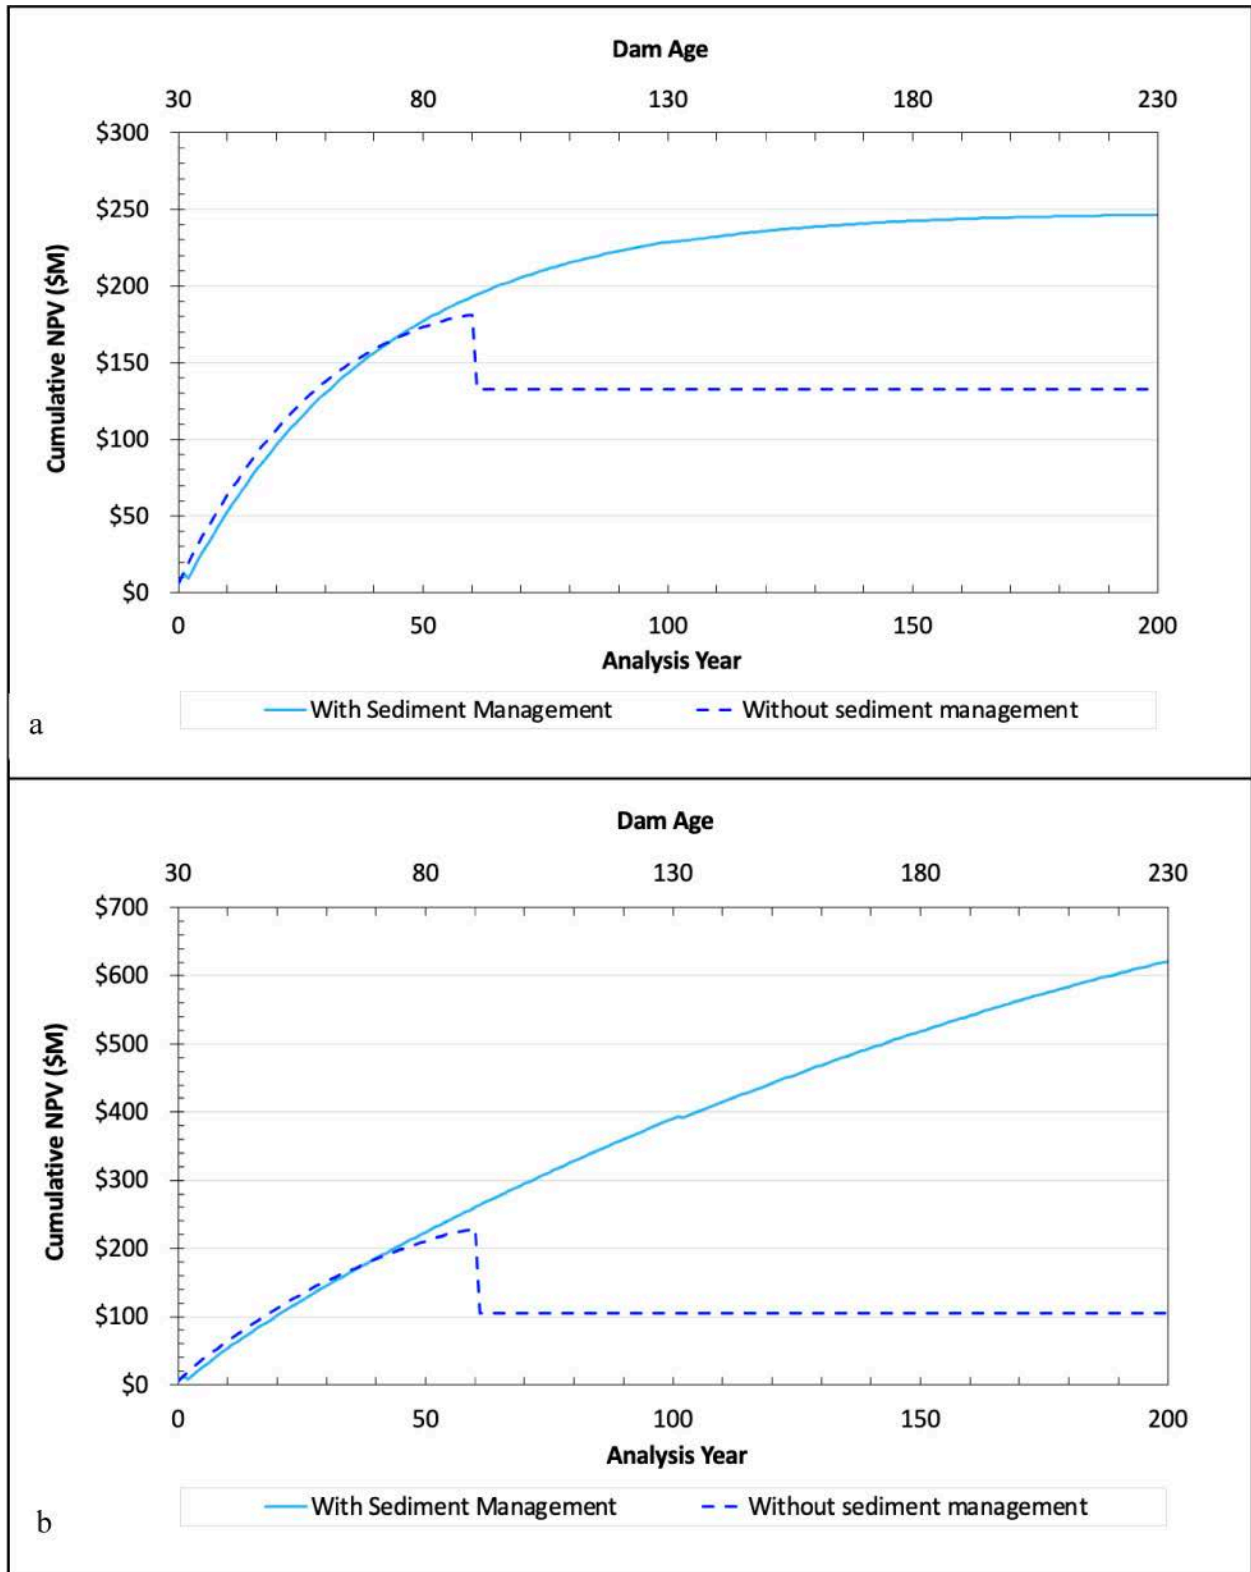 Dam Age
30 80 130 180 230
$300
$250
$200
$150
$100
$50
$0
Cumulative NPV ($M)
0 50 100 150 200
Analysis Year
With Sediment Management Without sediment management
a
Dam Age
30 80 130 180 230
$700
$600
$500
$400
$300
$200
$100
$0
Cumulative NPV ($M)
0 50 100 150 200
Analysis Year
With Sediment Management Without sediment management
b